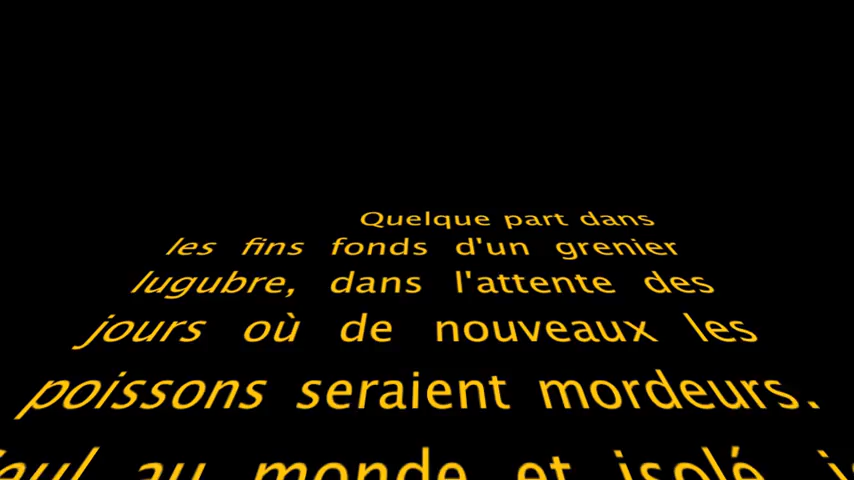 Quelque part dans
les fins fonds d'un grenier
lugubre, dans l'attente des
jours où de nouveaux les
poissons seraient mordeurs.
au monde et isolé,